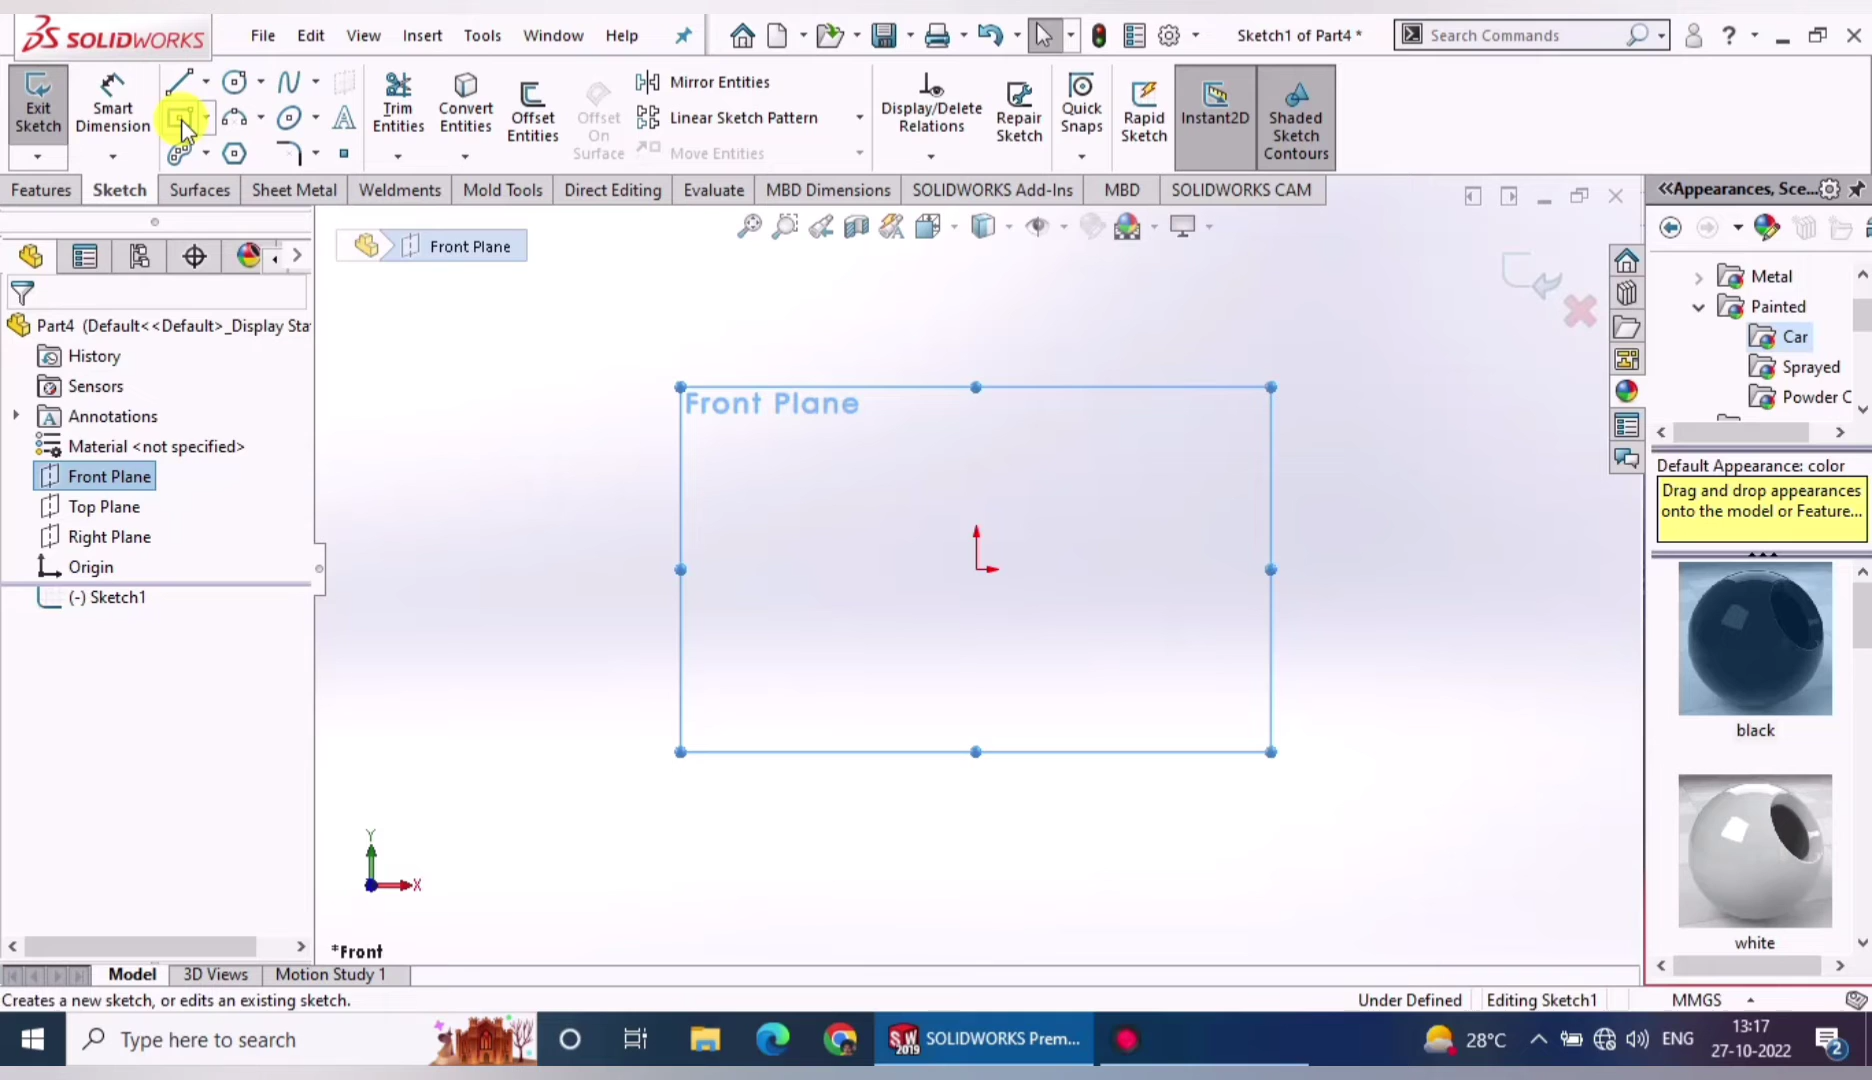 SOLIDWORKS
File Edit View Insert Tools Window Help
Sketch1 of Part4 *
Search Commands
?
Exit Sketch
Smart Dimension
Trim Entities
Convert Entities
Offset Entities
Offset On Surface
Mirror Entities
Linear Sketch Pattern
Move Entities
Display/Delete Relations
Repair Sketch
Quick Snaps
Rapid Sketch
Instant2D
Shaded Sketch Contours
Features Sketch Surfaces Sheet Metal Weldments Mold Tools Direct Editing Evaluate MBD Dimensions SOLIDWORKS Add-Ins MBD SOLIDWORKS CAM
Appearances, Sce...
Front Plane
Part4 (Default<<Default>_Display Sta
History
Sensors
Annotations
Material <not specified>
Front Plane
Top Plane
Right Plane
Origin
(-) Sketch1
Front Plane
Y
X
*Front
Metal
Painted
Car
Sprayed
Powder C
Default Appearance: color
Drag and drop appearances
onto the model or Feature...
black
white
Model 3D Views Motion Study 1
Creates a new sketch, or edits an existing sketch.
Under Defined Editing Sketch1 MMGS
Type here to search
SW 2019
SOLIDWORKS Prem...
28°C
ENG
13:17
27-10-2022
2